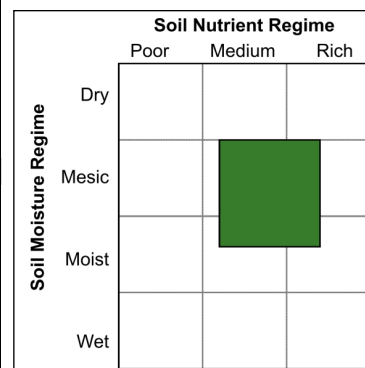 Soil Nutrient Regime
Poor Medium Rich
Soil Moisture Regime
Dry
Mesic
Moist
Wet